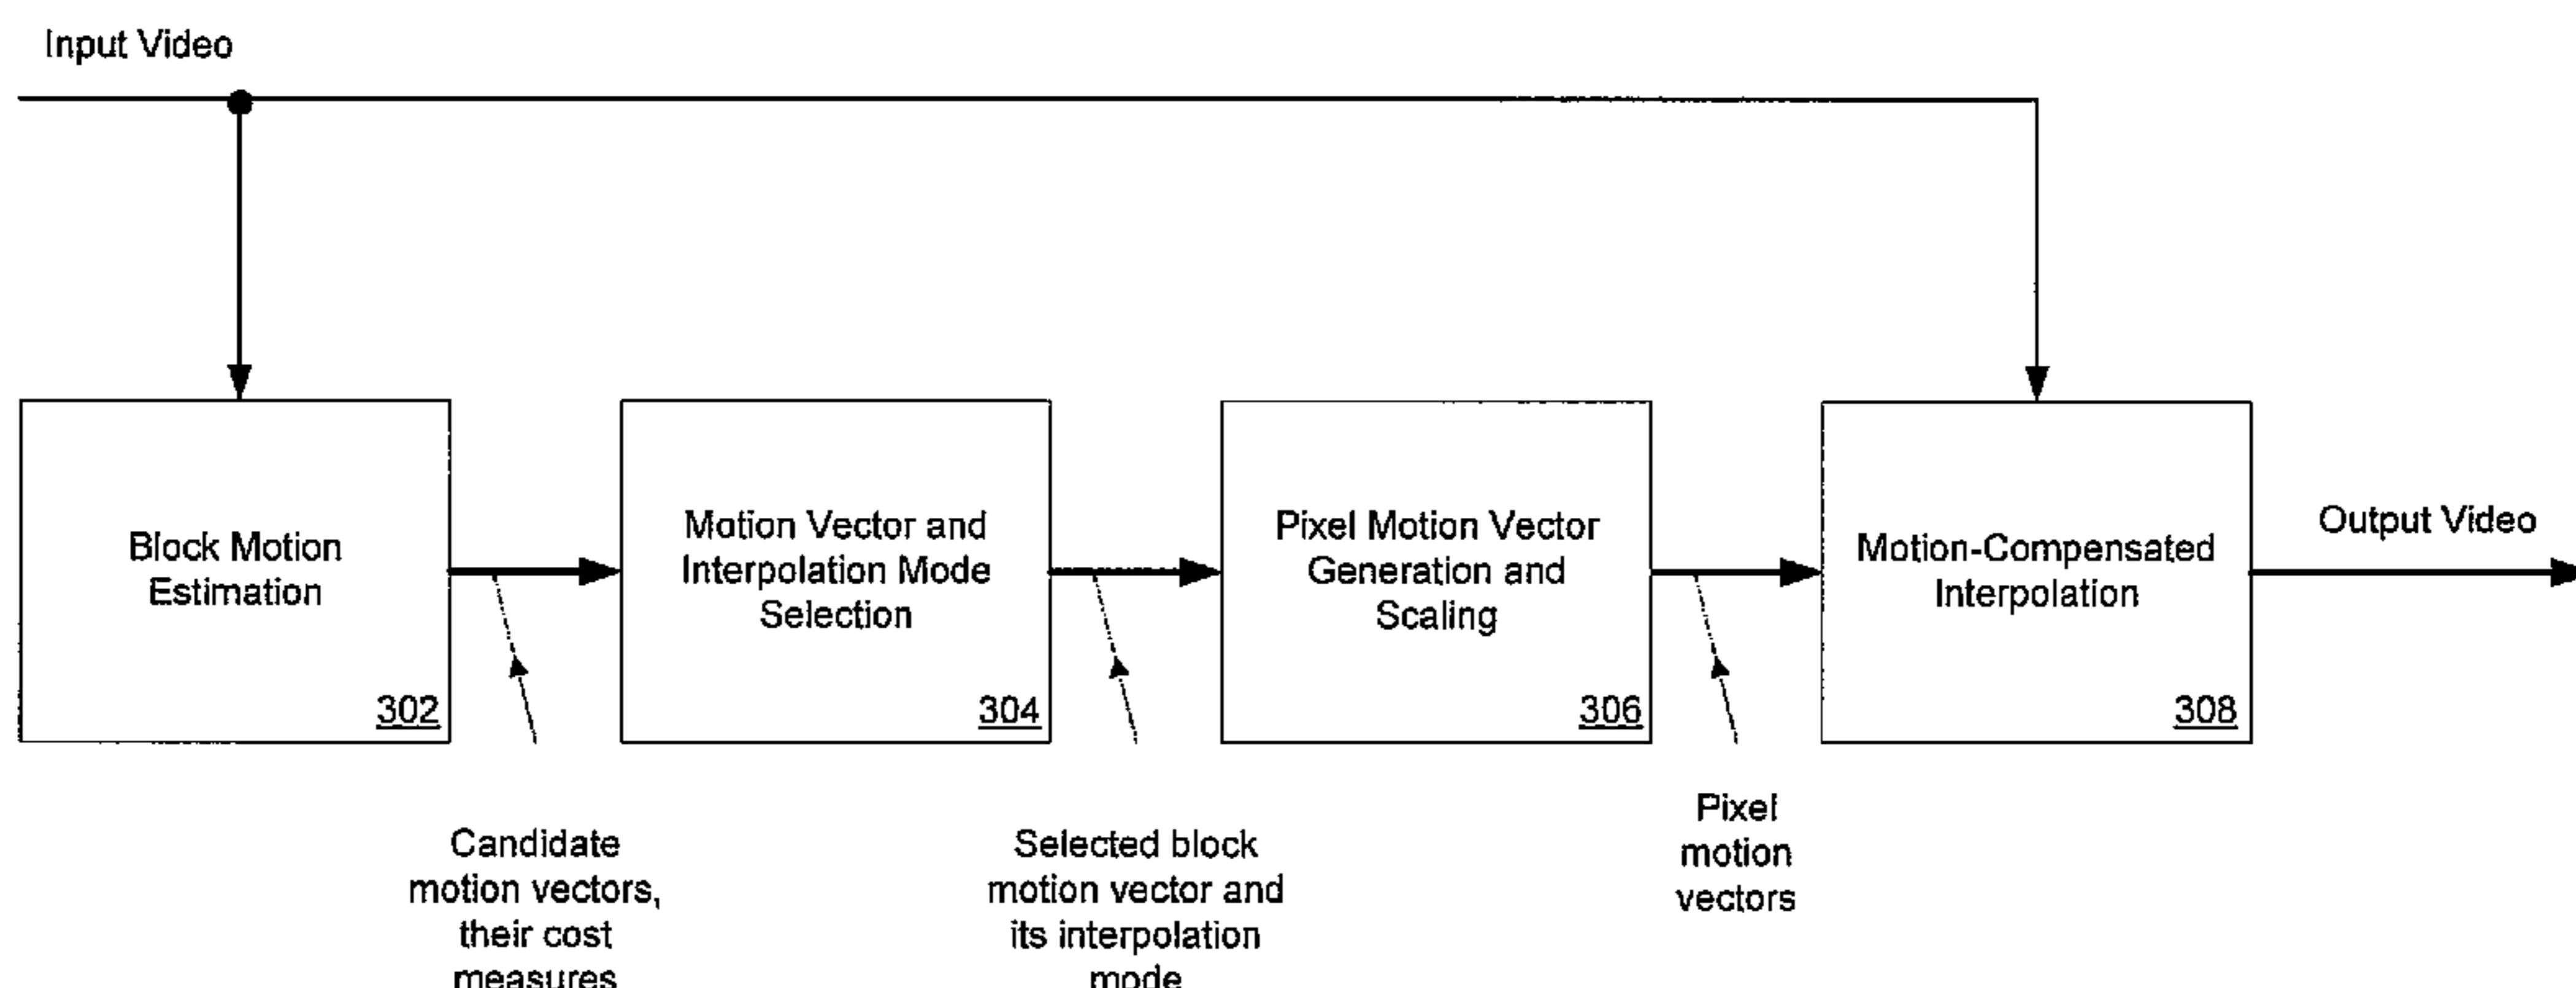 Input Video
Block Motion
Estimation
302
Motion Vector and
Interpolation Mode
Selection
304
Pixel Motion Vector
Generation and
Scaling
306
Motion-Compensated
Interpolation
308
Output Video
Candidate
motion vectors,
their cost
measures
Selected block
motion vector and
its interpolation
mode
Pixel
motion
vectors